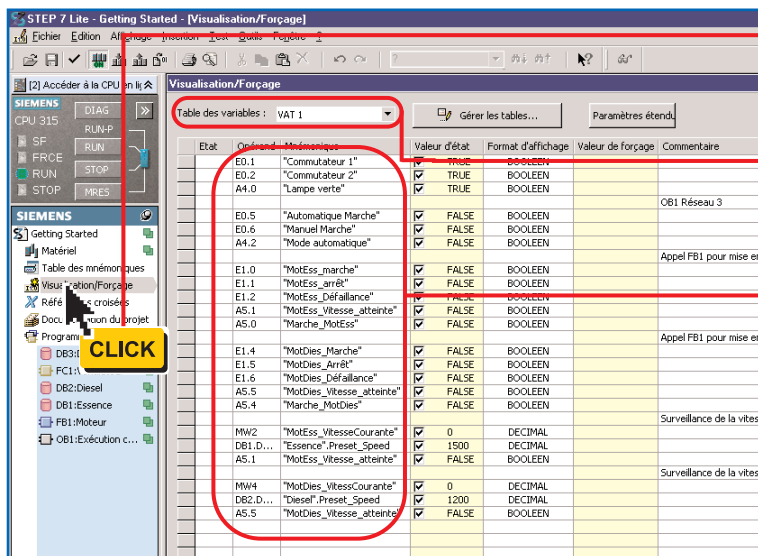 STEP 7 Lite - Getting Started - [Visualisation/Forçage]
Fichier Edition Affichage Insertion Test Outils Fenêtre ?
?
[2] Accéder à la CPU en lig
Visualisation/Forçage
SIEMENS
CPU 315
DIAG
RUN-P
SF
RUN
FRCE
RUN
STOP
STOP
MRES
Table des variables : VAT 1
Gérer les tables...
Paramètres étendu
Etat Opérand Mnémonique Valeur d'état Format d'affichage Valeur de forçage Commentaire
E0.1 "Commutateur 1" TRUE BOOLEEN
E0.2 "Commutateur 2" TRUE BOOLEEN
A4.0 "Lampe verte" TRUE BOOLEEN
OB1 Réseau 3
E0.5 "Automatique Marche" FALSE BOOLEEN
E0.6 "Manuel Marche" FALSE BOOLEEN
A4.2 "Mode automatique" FALSE BOOLEEN
Appel FB1 pour mise en
E1.0 "MotEss_marche" FALSE BOOLEEN
E1.1 "MotEss_arrêt" FALSE BOOLEEN
E1.2 "MotEss_Défaillance" FALSE BOOLEEN
A5.1 "MotEss_Vitesse_atteinte" FALSE BOOLEEN
A5.0 "Marche_MotEss" FALSE BOOLEEN
Appel FB1 pour mise en
E1.4 "MotDies_Marche" FALSE BOOLEEN
E1.5 "MotDies_Arrêt" FALSE BOOLEEN
E1.6 "MotDies_Défaillance" FALSE BOOLEEN
A5.5 "MotDies_Vitesse_atteinte" FALSE BOOLEEN
A5.4 "Marche_MotDies" FALSE BOOLEEN
Surveillance de la vites
MW2 "MotEss_VitesseCourante" 0 DECIMAL
DB1.D... "Essence".Preset_Speed 1500 DECIMAL
A5.1 "MotEss_Vitesse_atteinte" FALSE BOOLEEN
Surveillance de la vites
MW4 "MotDies_VitessCourante" 0 DECIMAL
DB2.D... "Diesel".Preset_Speed 1200 DECIMAL
A5.5 "MotDies_Vitesse_atteinte" FALSE BOOLEEN
SIEMENS
Getting Started
Matériel
Table des mnémoniques
Visualisation/Forçage
Références croisées
Documentation du projet
Programm
DB3:D
FC1:V
DB2:Diesel
DB1:Essence
FB1:Moteur
OB1:Exécution c...
CLICK